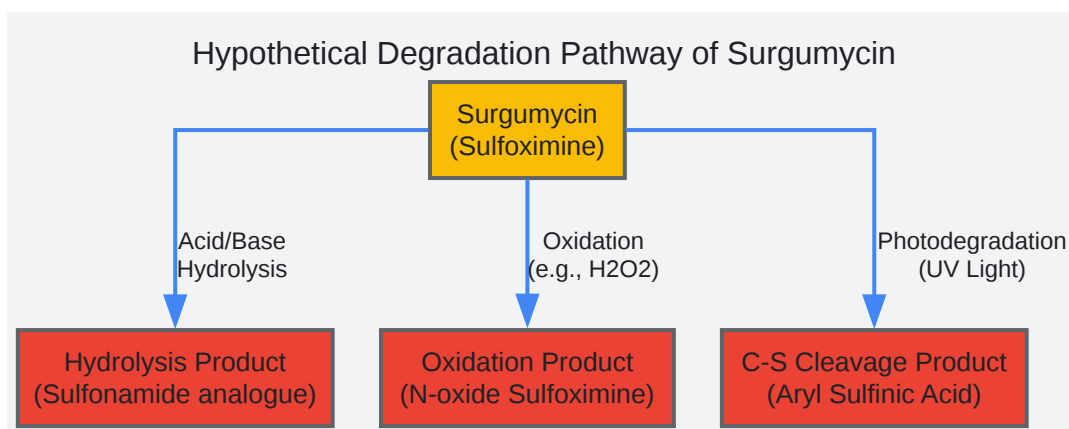 Hypothetical Degradation Pathway of Surgumycin
Surgumycin
(Sulfoximine)
Acid/Base
Hydrolysis
Oxidation
(e.g., H2O2)
Photodegradation
(UV Light)
Hydrolysis Product
(Sulfonamide analogue)
Oxidation Product
(N-oxide Sulfoximine)
C-S Cleavage Product
(Aryl Sulfinic Acid)